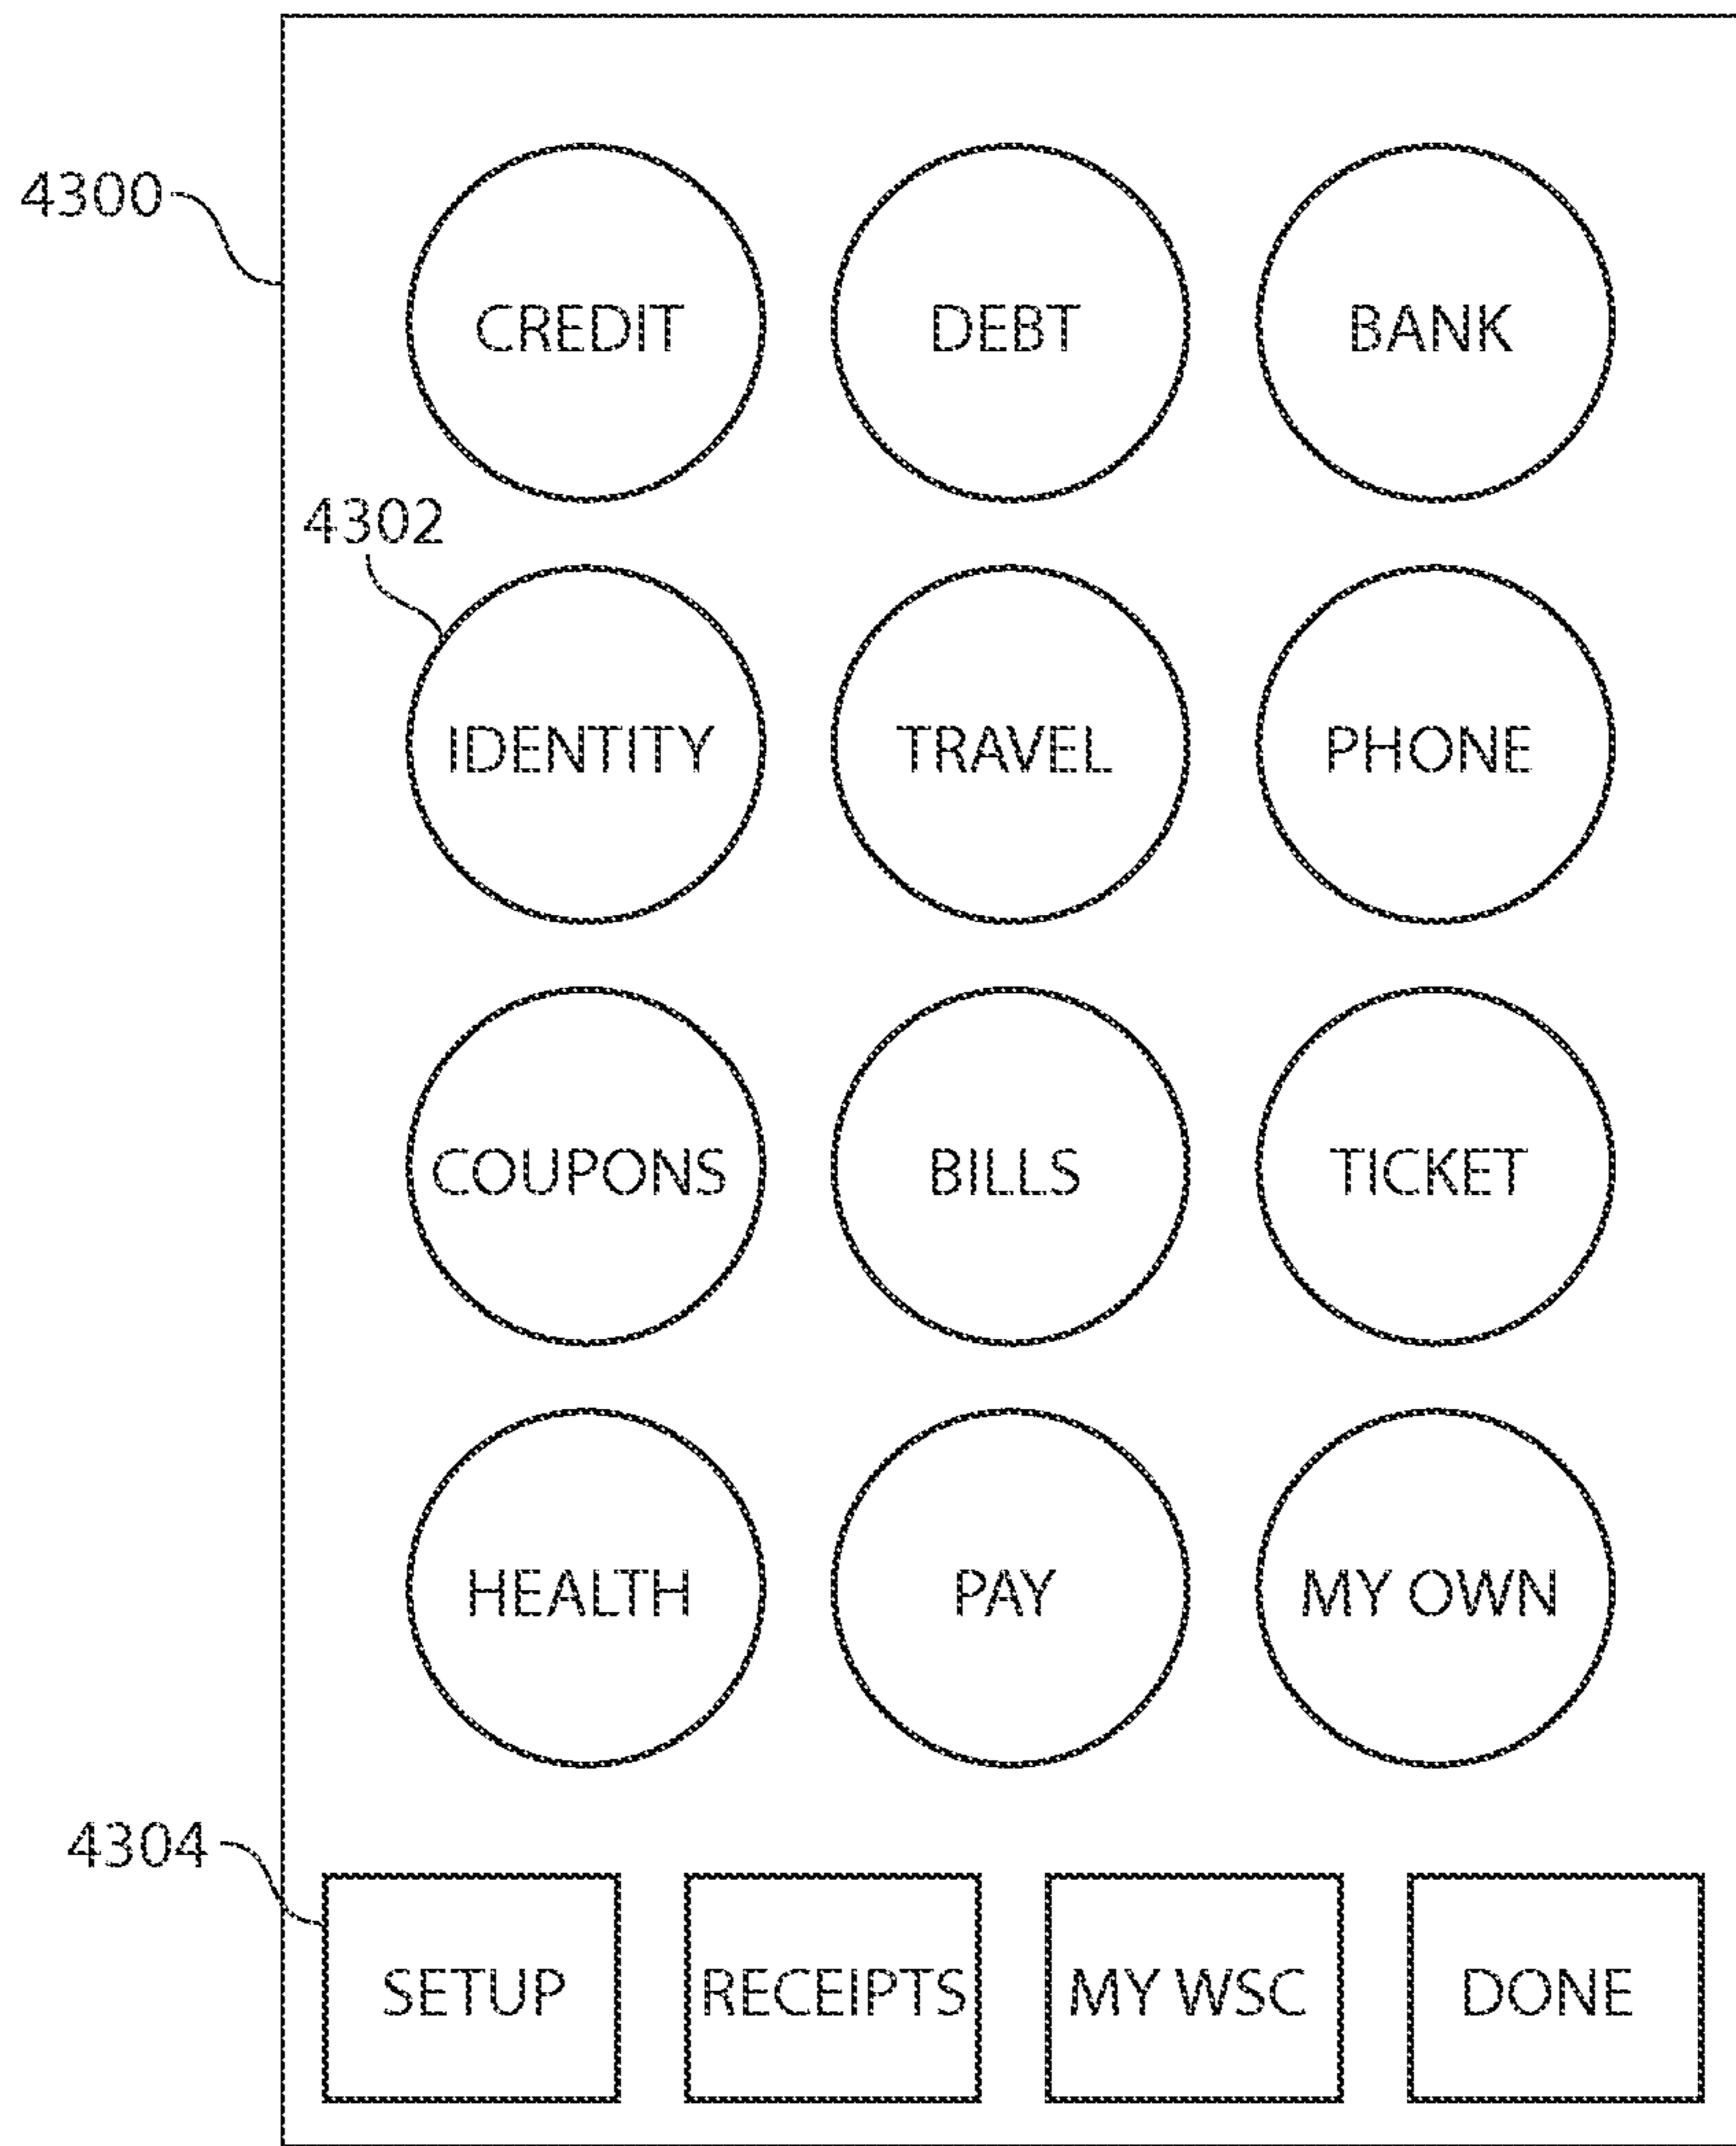 4300
CREDIT DEBT BANK
4302
IDENTITY TRAVEL PHONE
COUPONS BILLS TICKET
HEALTH PAY MY OWN
4304
SETUP RECEIPTS MY WSC DONE